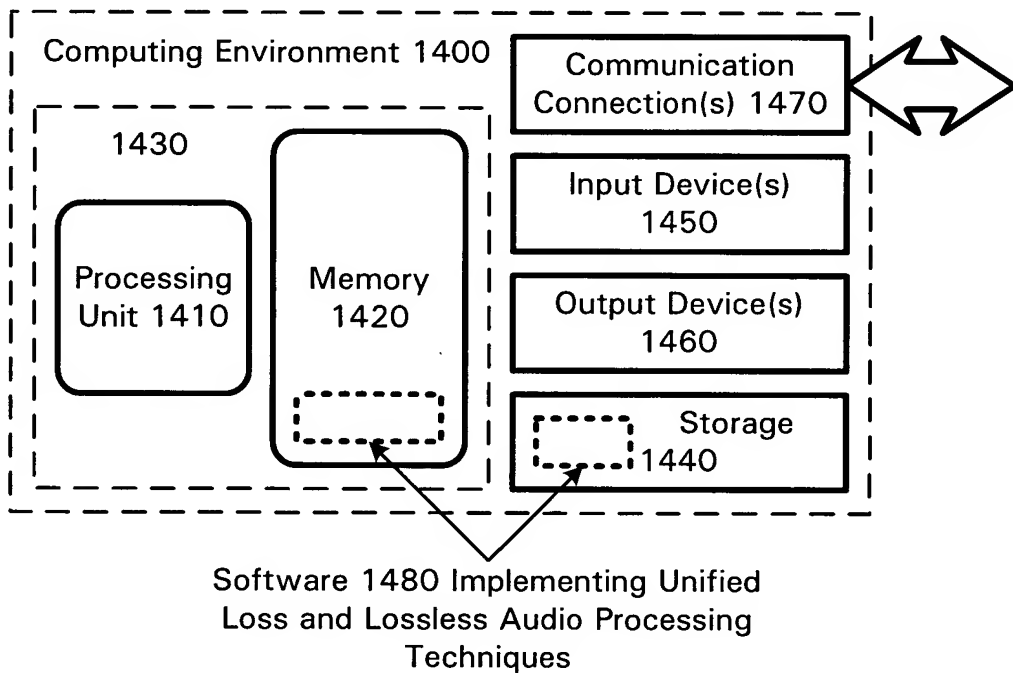 Computing Environment 1400
Communication
Connection(s) 1470
1430
Processing
Unit 1410
Memory
1420
Input Device(s)
1450
Output Device(s)
1460
Storage
1440
Software 1480 Implementing Unified
Loss and Lossless Audio Processing
Techniques